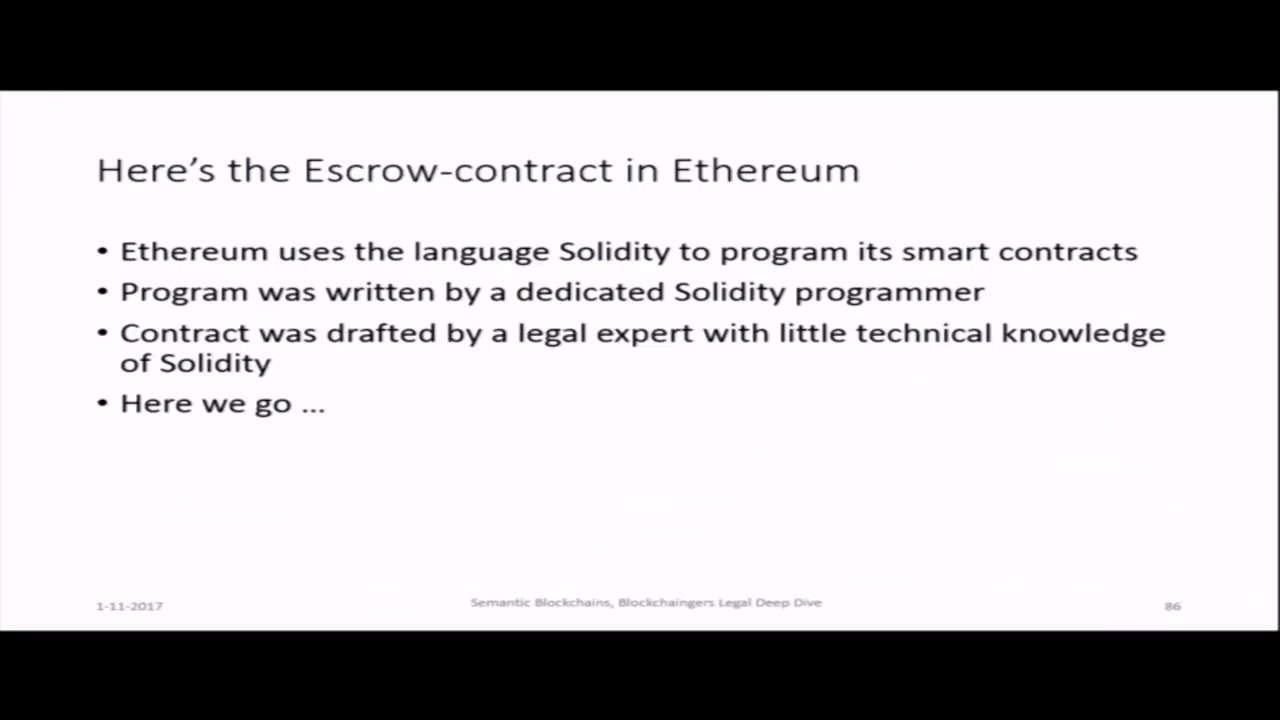 Here’s the Escrow-contract in Ethereum
• Ethereum uses the language Solidity to program its smart contracts
• Program was written by a dedicated Solidity programmer
• Contract was drafted by a legal expert with little technical knowledge
of Solidity
• Here we go ...
1-11-2017
Semantic Blockchains, Blockchaingers Legal Deep Dive
86